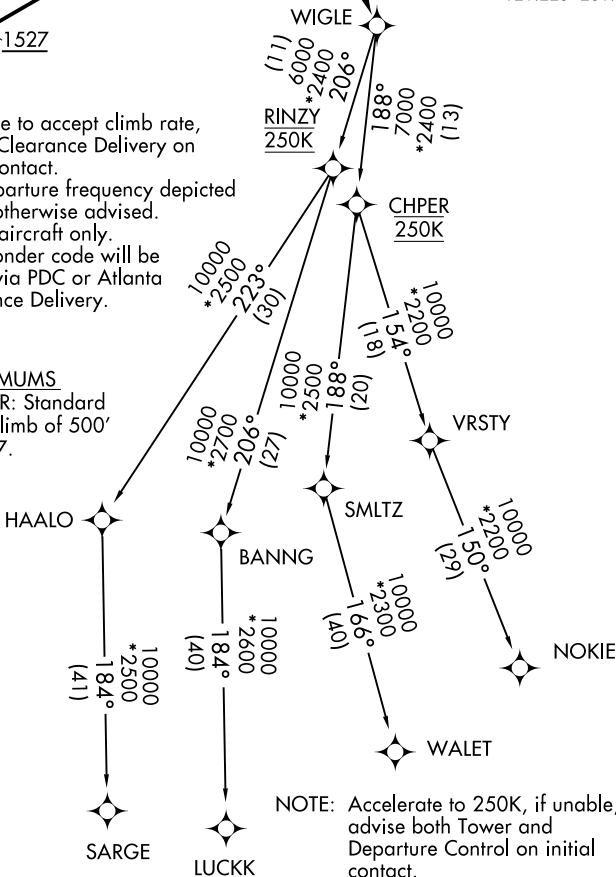 WIGLE
1527
(11)
6000
*2400
206°
188°
7000
*2400
(13)
RINZY
250K
CHPER
250K
e to accept climb rate,
Clearance Delivery on
ontact.
parture frequency depicted
otherwise advised.
aircraft only.
onder code will be
via PDC or Atlanta
nce Delivery.
10000
*2500
223°
(30)
10000
*2700
206°
(27)
10000
*2500
188°
(20)
10000
*2200
154°
(18)
MUMS
R: Standard
limb of 500'
7.
VRSTY
HAALO
BANNG
SMLTZ
10000
*2200
150°
(29)
10000
*2500
184°
(41)
10000
*2600
184°
(40)
10000
*2300
166°
(40)
NOKIE
WALET
SARGE
LUCKK
NOTE: Accelerate to 250K, if unable,
advise both Tower and
Departure Control on initial
contact.